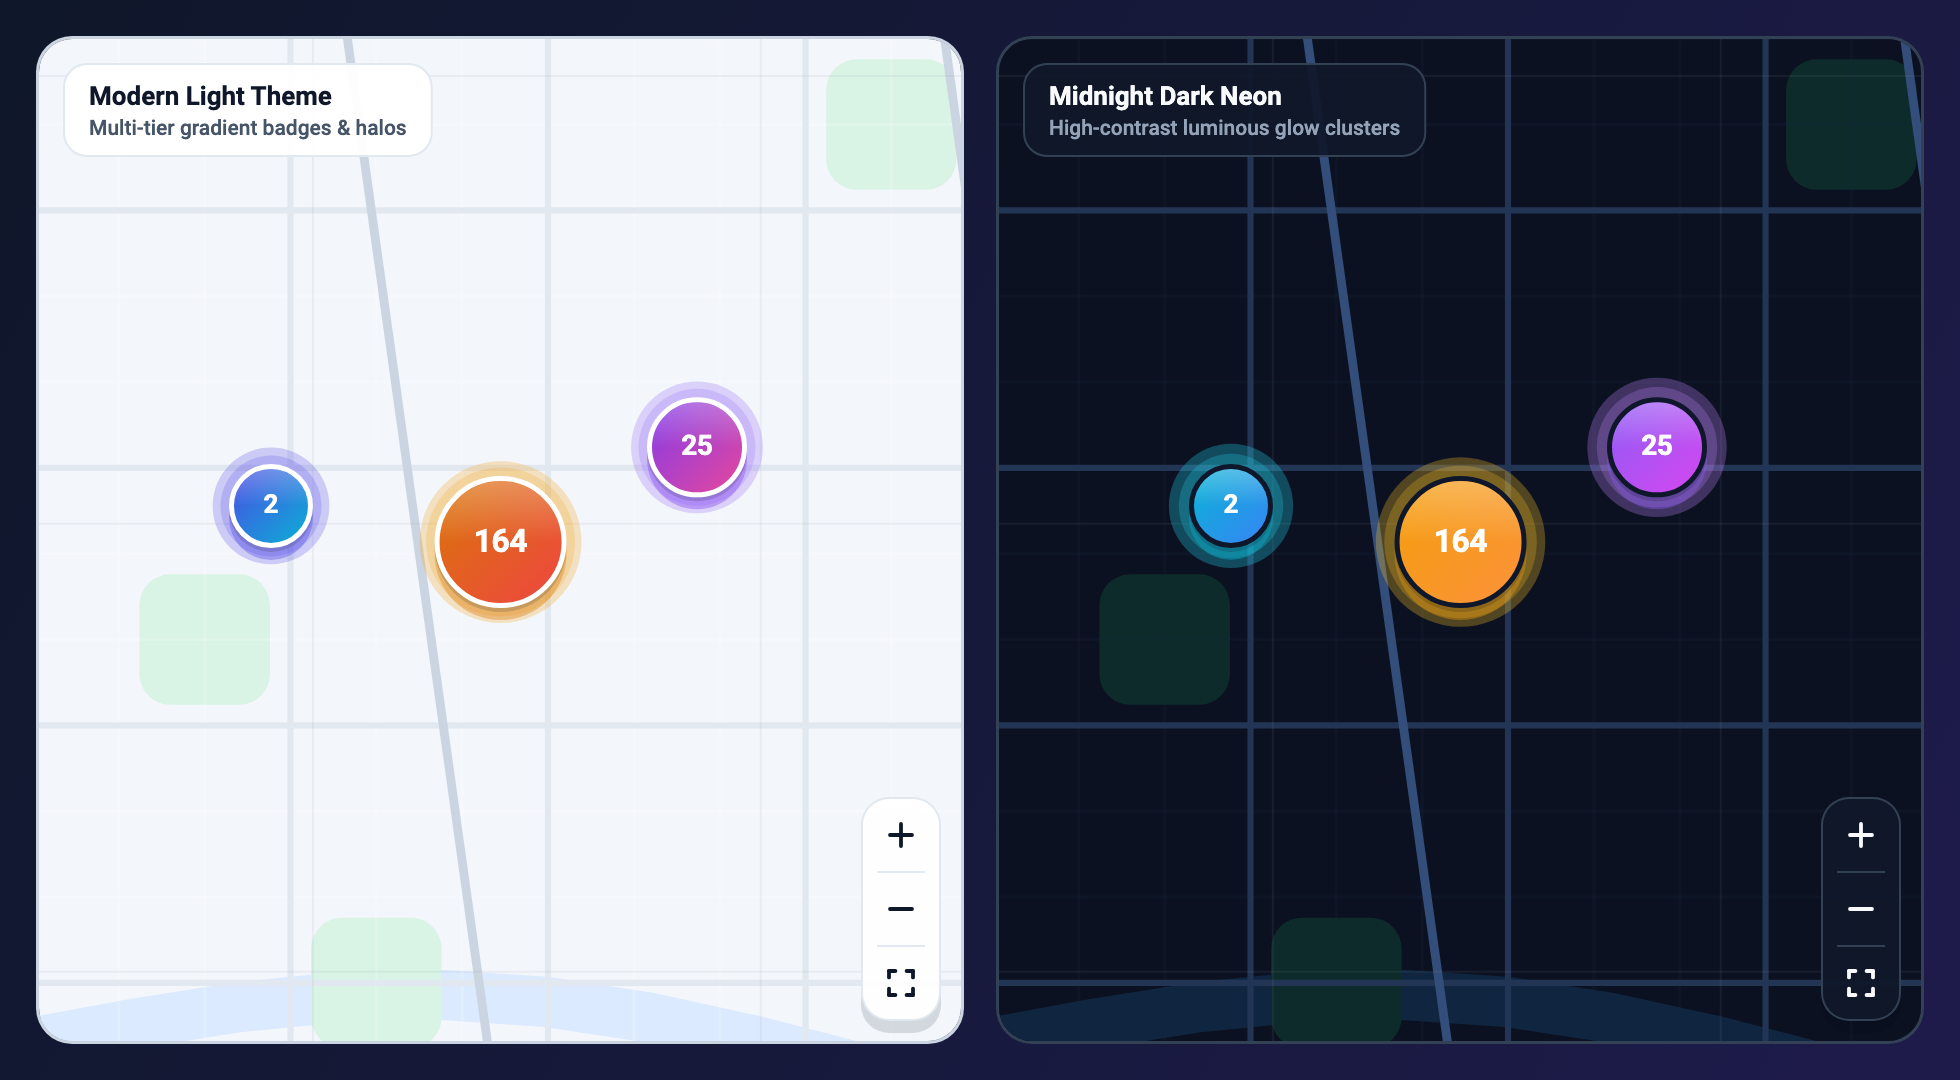 Modern Light Theme
Multi-tier gradient badges & halos
25
2
164
Midnight Dark Neon
High-contrast luminous glow clusters
25
2
164